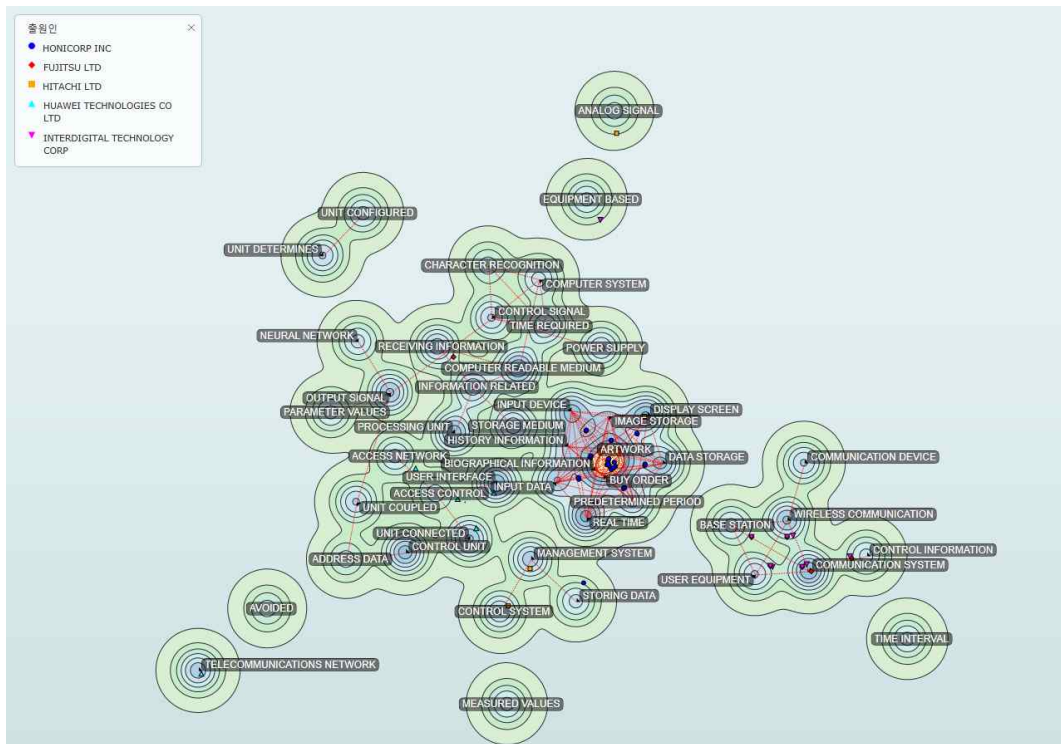 출원인
HONICORP INC
FUJITSU LTD
HITACHI LTD
HUAWEI TECHNOLOGIES CO
LTD
INTERDIGITAL TECHNOLOGY
CORP
ANALOG SIGNAL
EQUIPMENT BASED
UNIT CONFIGURED
UNIT DETERMINES
CHARACTER RECOGNITION
COMPUTER SYSTEM
CONTROL SIGNAL
TIME REQUIRED
NEURAL NETWORK
RECEIVING INFORMATION
POWER SUPPLY
COMPUTER READABLE MEDIUM
INFORMATION RELATED
OUTPUT SIGNAL
PARAMETER VALUES
INPUT DEVICE
DISPLAY SCREEN
IMAGE STORAGE
PROCESSING UNIT
STORAGE MEDIUM
HISTORY INFORMATION
ARTWORK
ACCESS NETWORK
BIOGRAPHICAL INFORMATION
DATA STORAGE
COMMUNICATION DEVICE
USER INTERFACE
BUY ORDER
INPUT DATA
ACCESS CONTROL
PREDETERMINED PERIOD
UNIT COUPLED
REAL TIME
WIRELESS COMMUNICATION
BASE STATION
UNIT CONNECTED
CONTROL UNIT
MANAGEMENT SYSTEM
CONTROL INFORMATION
ADDRESS DATA
COMMUNICATION SYSTEM
USER EQUIPMENT
STORING DATA
AVOIDED
CONTROL SYSTEM
TIME INTERVAL
TELECOMMUNICATIONS NETWORK
MEASURED VALUES